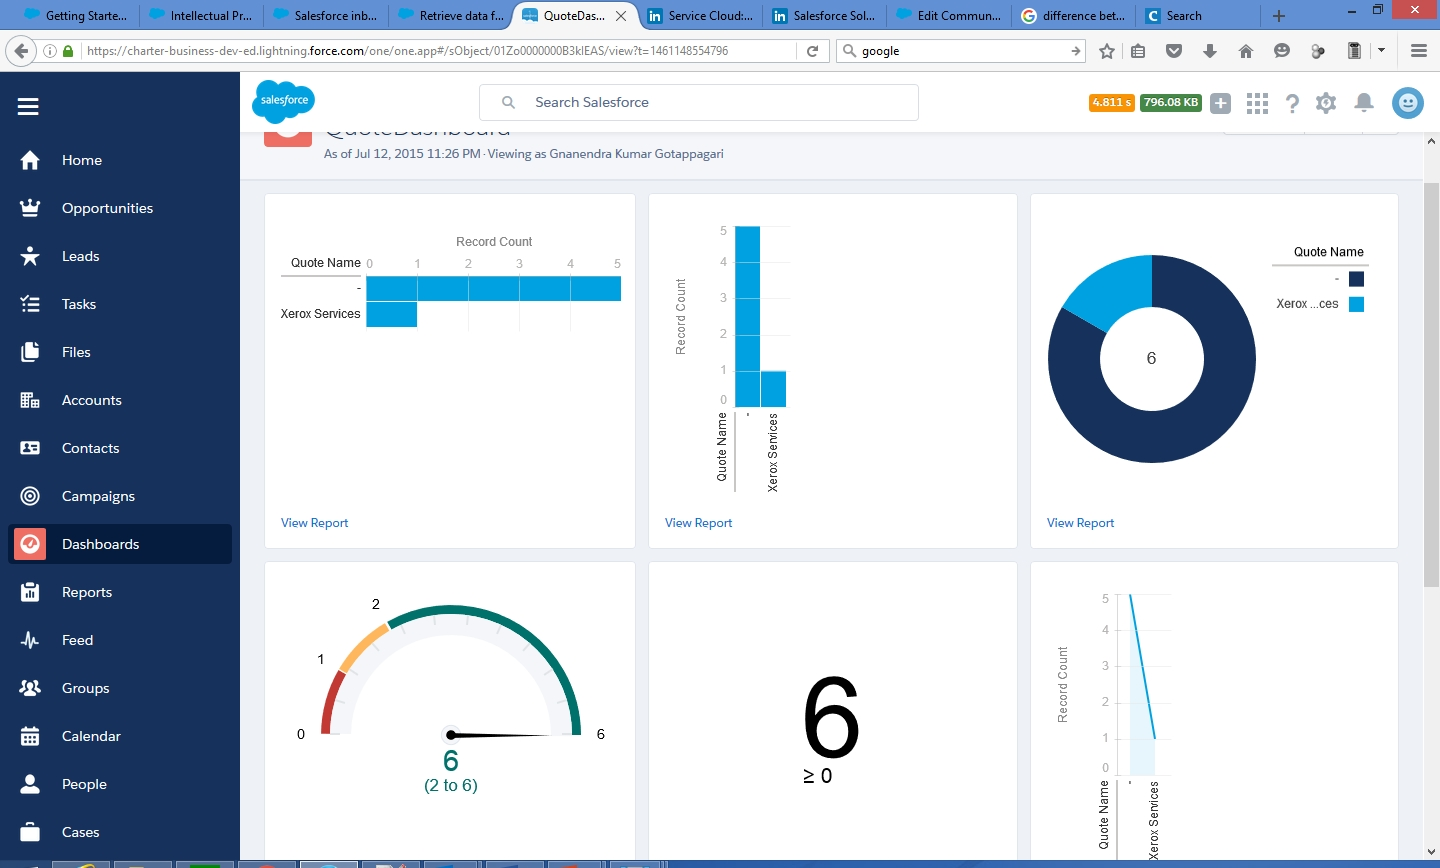 Getting Starte...
Intellectual Pr...
Salesforce inb...
Retrieve data f...
QuoteDas...
Service Cloud:...
Salesforce Sol...
Edit Commun...
difference bet...
Search
https://charter-business-dev-ed.lightning.force.com/one/one.app#/sObject/01Zo0000000B3kIEAS/view?t=1461148554796
google
salesforce
Search Salesforce
4.811 s
796.08 KB
Home
Opportunities
Leads
Tasks
Files
Accounts
Contacts
Campaigns
Dashboards
Reports
Feed
Groups
Calendar
People
Cases
QuoteDashboard
As of Jul 12, 2015 11:26 PM·Viewing as Gnanendra Kumar Gotappagari
Record Count
Quote Name 0 1 2 3 4 5
-
Xerox Services
View Report
Record Count
5
4
3
2
1
0
Quote Name
-
Xerox Services
View Report
6
Quote Name
-
Xerox ...ces
View Report
0
1
2
6
6
(2 to 6)
6
≥ 0
Record Count
5
4
3
2
1
0
Quote Name
-
Xerox Services